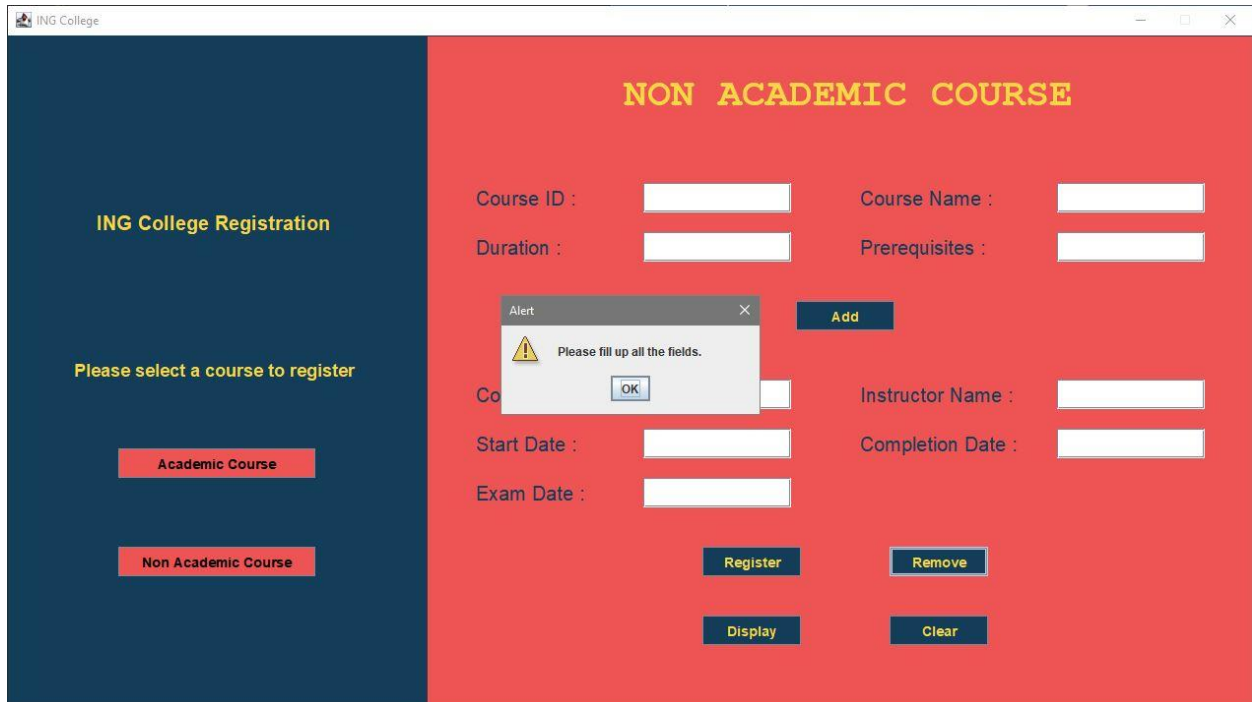 ING College
NON ACADEMIC COURSE
ING College Registration
Please select a course to register
Academic Course
Non Academic Course
Course ID :
Course Name :
Duration :
Prerequisites :
Add
Alert
Please fill up all the fields.
OK
Co
Instructor Name :
Start Date :
Completion Date :
Exam Date :
Register
Remove
Display
Clear